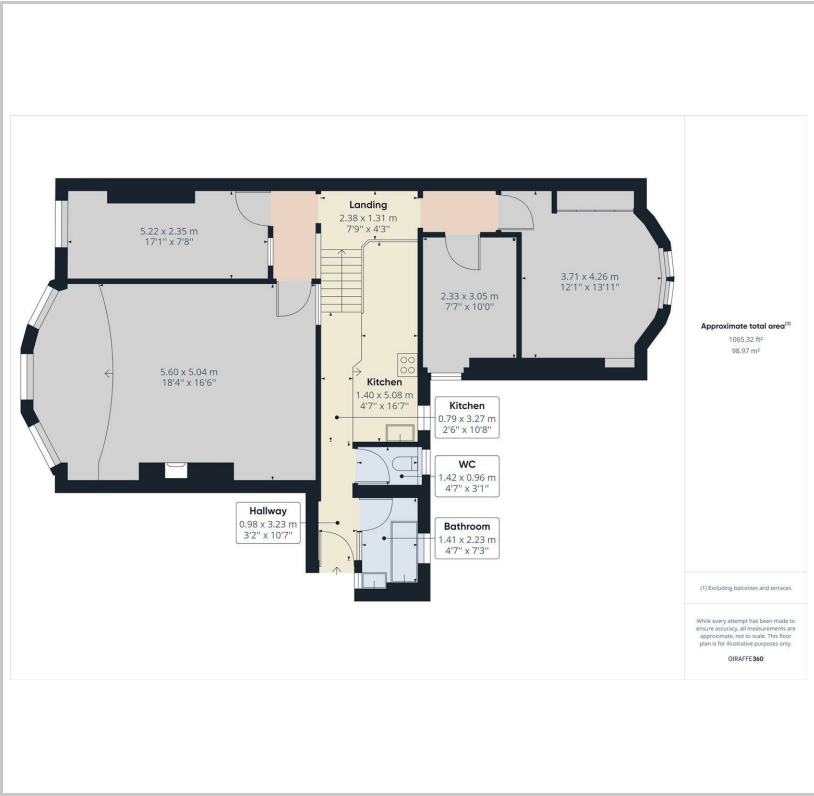 Landing
2.38 x 1.31 m
7'9" x 4'3"
5.22 x 2.35 m
17'1" x 7'8"
3.71 x 4.26 m
12'1" x 13'11"
2.33 x 3.05 m
7'7" x 10'0"
5.60 x 5.04 m
18'4" x 16'6"
Kitchen
1.40 x 5.08 m
4'7" x 16'7"
Kitchen
0.79 x 3.27 m
2'6" x 10'8"
WC
1.42 x 0.96 m
4'7" x 3'1"
Hallway
0.98 x 3.23 m
3'2" x 10'7"
Bathroom
1.41 x 2.23 m
4'7" x 7'3"
Approximate total area(1)
1065.32 ft²
98.97 m²
(1) Excluding balconies and terraces
While every attempt has been made to
ensure accuracy, all measurements are
approximate, not to scale. This floor
plan is for illustrative purposes only.
GIRAFFE360